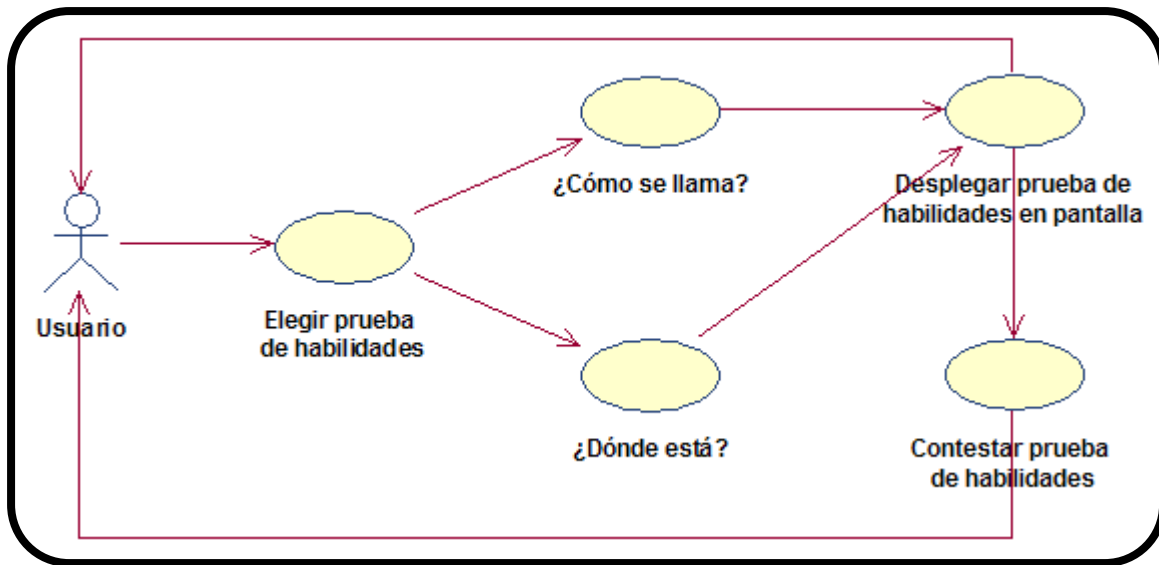 ¿Cómo se llama?
Desplegar prueba de
habilidades en pantalla
Usuario
Elegir prueba
de habilidades
¿Dónde está?
Contestar prueba
de habilidades